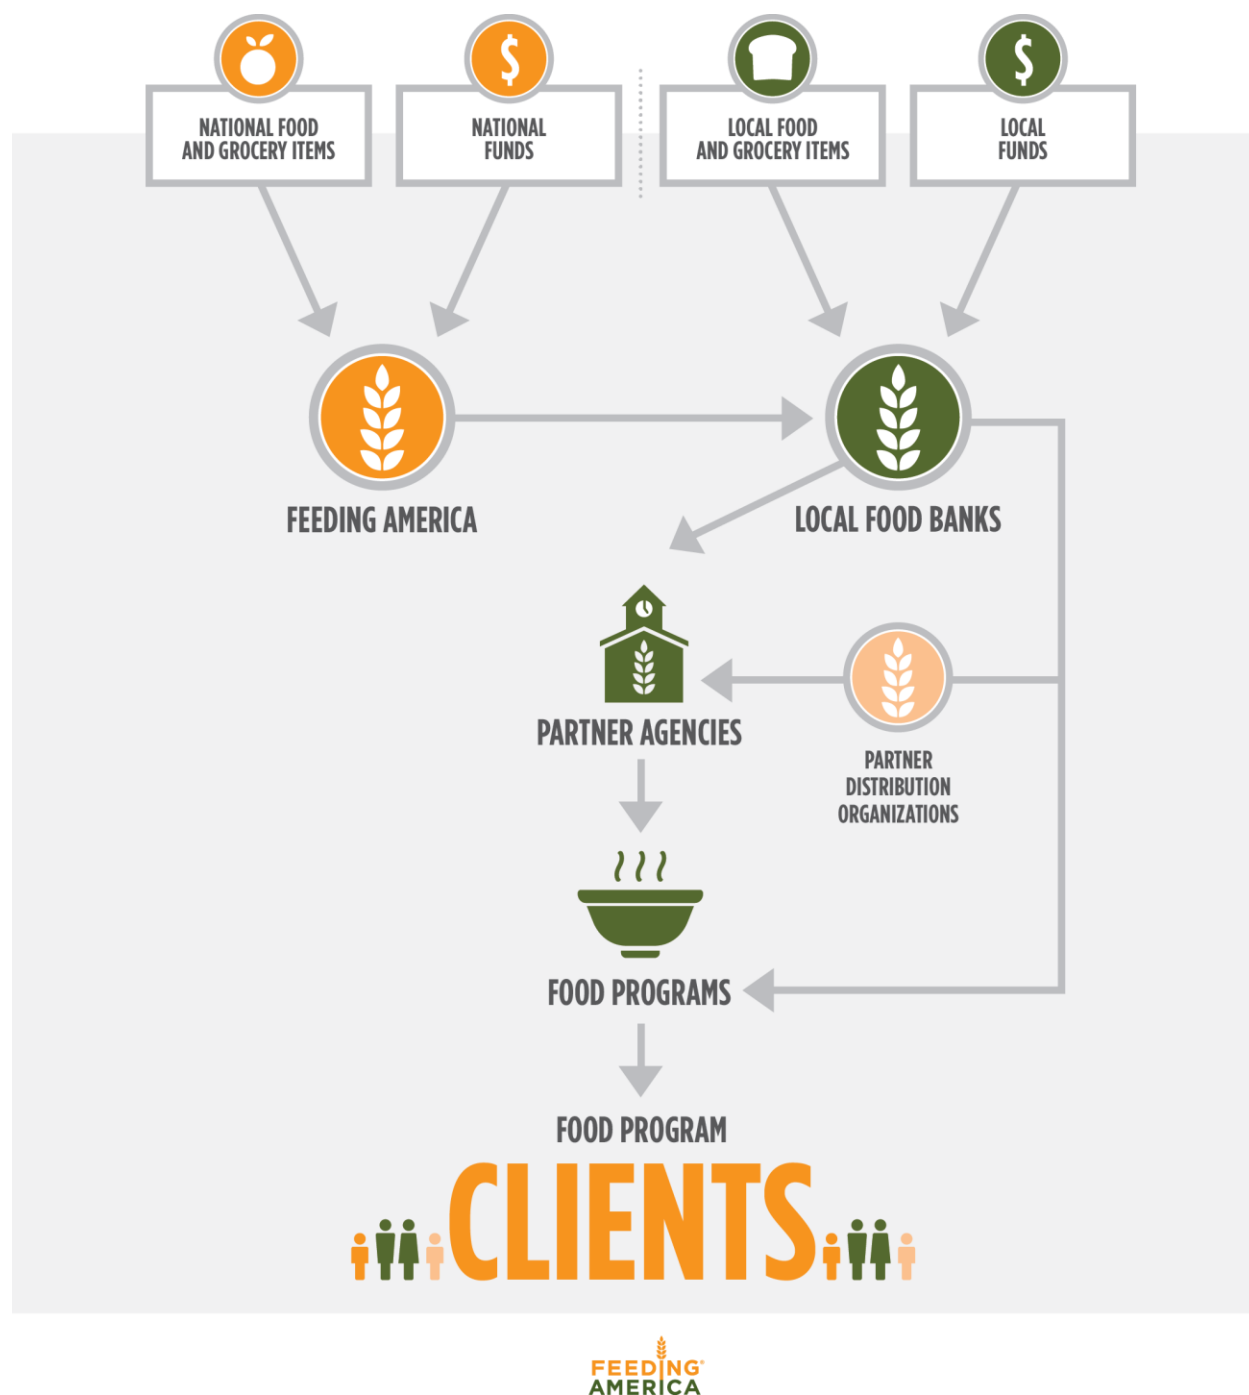 NATIONAL FOOD
AND GROCERY ITEMS
$
NATIONAL
FUNDS
LOCAL FOOD
AND GROCERY ITEMS
$
LOCAL
FUNDS
FEEDING AMERICA
LOCAL FOOD BANKS
PARTNER AGENCIES
PARTNER
DISTRIBUTION
ORGANIZATIONS
FOOD PROGRAMS
FOOD PROGRAM
CLIENTS
FEEDING®
AMERICA